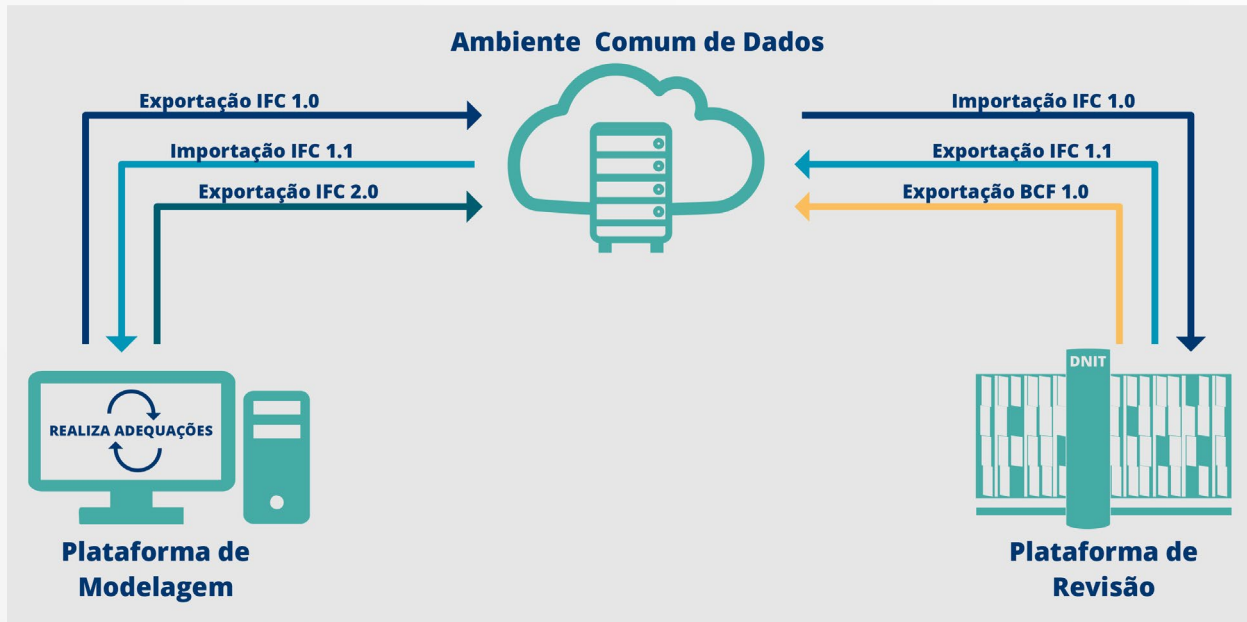 Ambiente Comum de Dados
Exportação IFC 1.0
Importação IFC 1.0
Importação IFC 1.1
Exportação IFC 1.1
Exportação IFC 2.0
Exportação BCF 1.0
DNIT
REALIZA ADEQUAÇÕES
Plataforma de
Modelagem
Plataforma de
Revisão